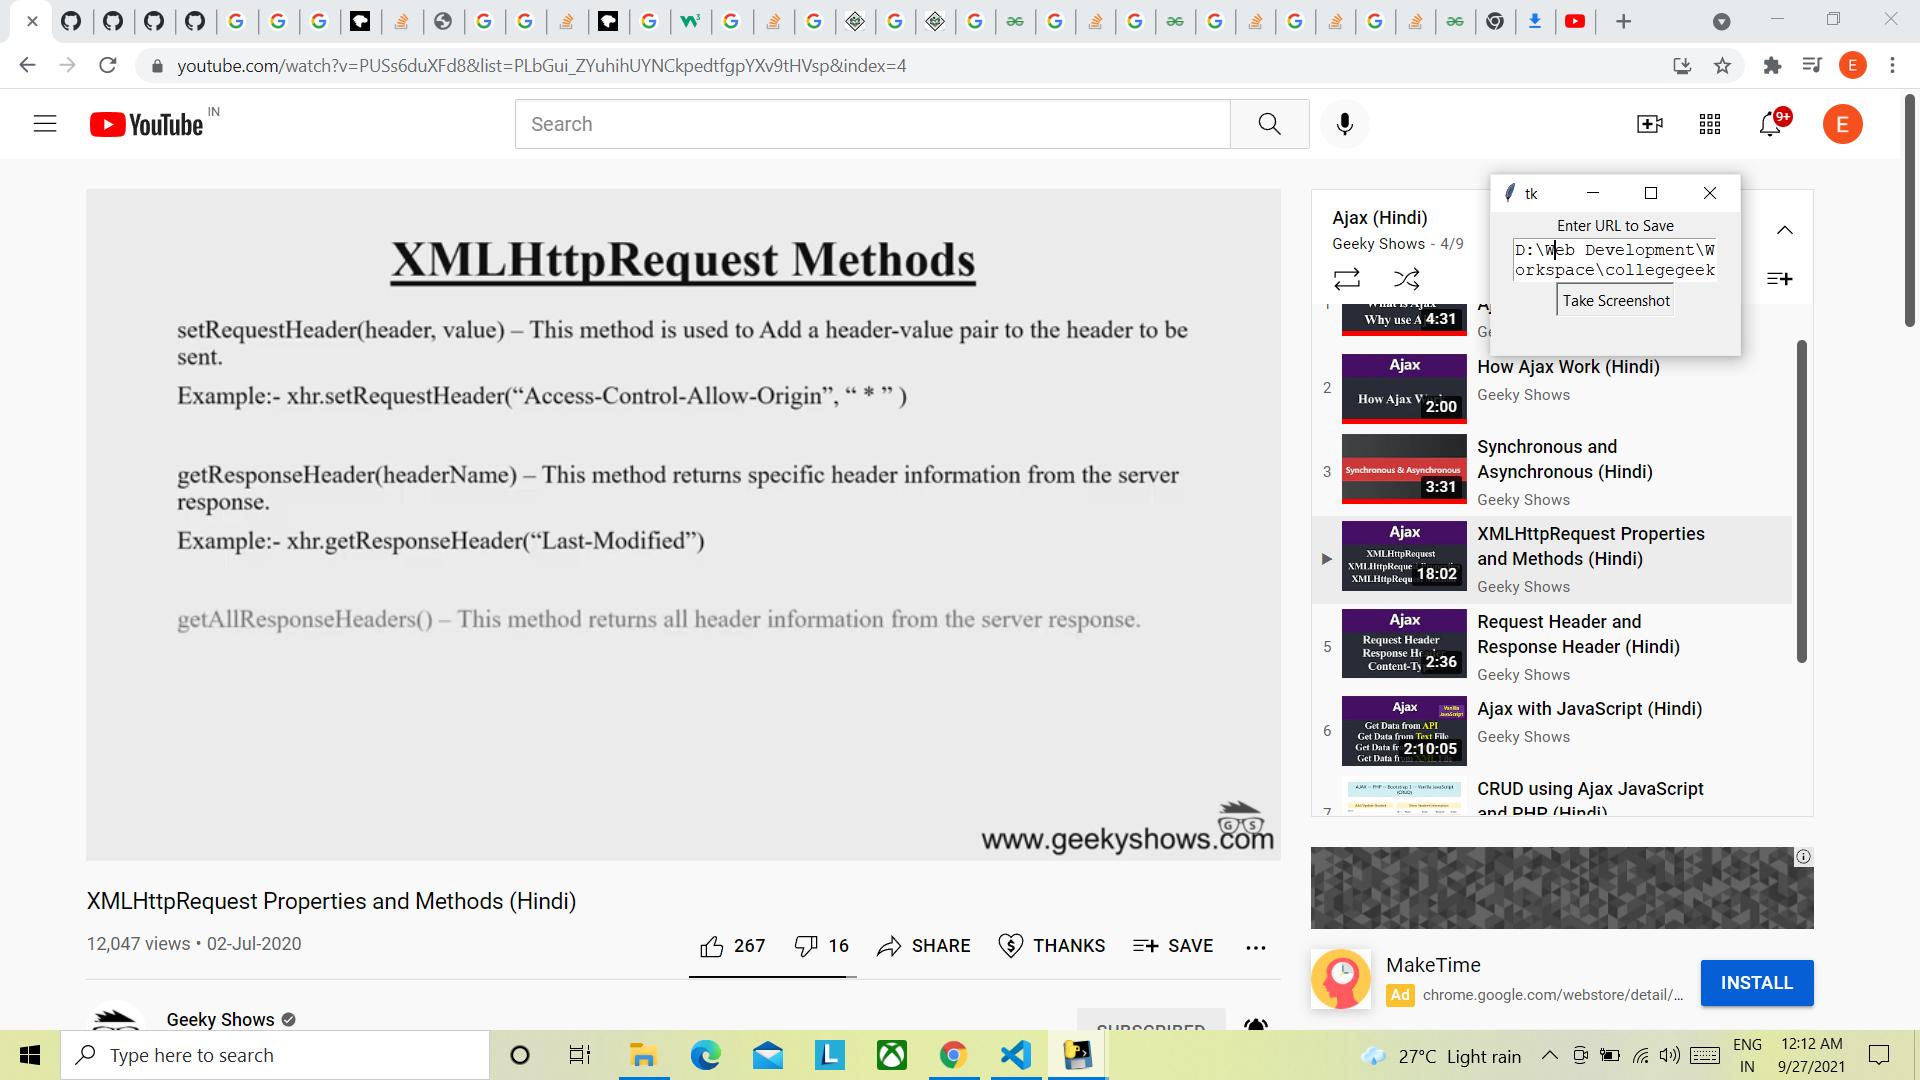 youtube.com/watch?v=PUSs6duXFd8&list=PLbGui_ZYuhihUYNCkpedtfgpYXv9tHVsp&index=4
E
YouTube IN
Search
9+
E
XMLHttpRequest Methods
setRequestHeader(header, value) – This method is used to Add a header-value pair to the header to be
sent.
Example:- xhr.setRequestHeader(“Access-Control-Allow-Origin”, “ * ” )
getResponseHeader(headerName) – This method returns specific header information from the server
response.
Example:- xhr.getResponseHeader(“Last-Modified”)
getAllResponseHeaders() – This method returns all header information from the server response.
GS
www.geekyshows.com
tk
Enter URL to Save
D:\Web Development\W
orkspace\collegegeek
Take Screenshot
Ajax (Hindi)
Geeky Shows - 4/9
Why use
4:31
2
Ajax
How Ajax
2:00
How Ajax Work (Hindi)
Geeky Shows
3
Synchronous & Asynchronous
3:31
Synchronous and
Asynchronous (Hindi)
Geeky Shows
Ajax
XMLHttpRequest
18:02
XMLHttpRequest Properties
and Methods (Hindi)
Geeky Shows
5
Ajax
Request Header
Response
2:36
Request Header and
Response Header (Hindi)
Geeky Shows
6
Ajax
Vanilla
JavaScript
Get Data from API
Get Data from Text File
Get Data
2:10:05
Ajax with JavaScript (Hindi)
Geeky Shows
7
CRUD using Ajax JavaScript
and PHP (Hindi)
XMLHttpRequest Properties and Methods (Hindi)
12,047 views • 02-Jul-2020
267
16
SHARE
THANKS
SAVE
Geeky Shows
SUBSCRIBED
MakeTime
Ad chrome.google.com/webstore/detail/...
INSTALL
Type here to search
27°C Light rain
ENG
IN
12:12 AM
9/27/2021